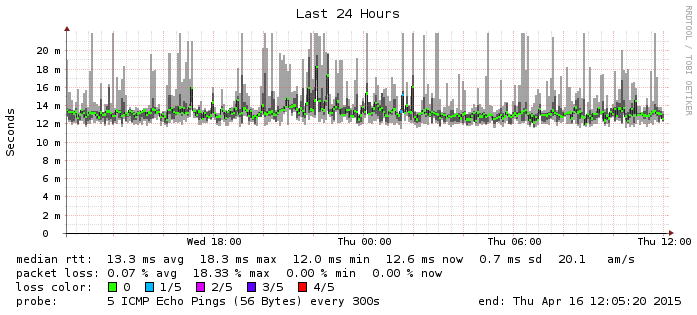 Last 24 Hours
RRDTOOL / TOBI OETIKER
Seconds
20 m
18 m
16 m
14 m
12 m
10 m
8 m
6 m
4 m
2 m
0
Wed 18:00 Thu 00:00 Thu 06:00 Thu 12:00
median rtt: 13.3 ms avg 18.3 ms max 12.0 ms min 12.6 ms now 0.7 ms sd 20.1 am/s
packet loss: 0.07 % avg 18.33 % max 0.00 % min 0.00 % now
loss color: 0 1/5 2/5 3/5 4/5
probe: 5 ICMP Echo Pings (56 Bytes) every 300s end: Thu Apr 16 12:05:20 2015